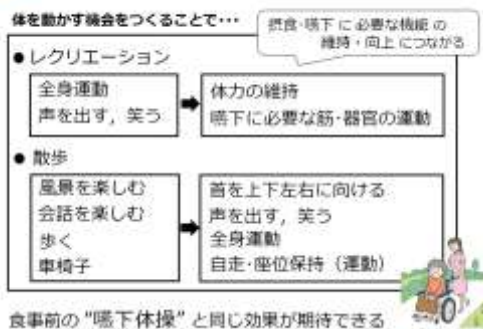 体を動かす機会をつくることで・・・
摂食・嚥下 に 必要な機能 の
維持・向上 につながる
● レクリエーション
全身運動
声を出す，笑う
体力の維持
嚥下に必要な筋・器官の運動
● 散歩
風景を楽しむ
会話を楽しむ
歩く
車椅子
首を上下左右に向ける
声を出す，笑う
全身運動
自走・座位保持（運動）
食事前の “嚥下体操” と同じ効果が期待できる